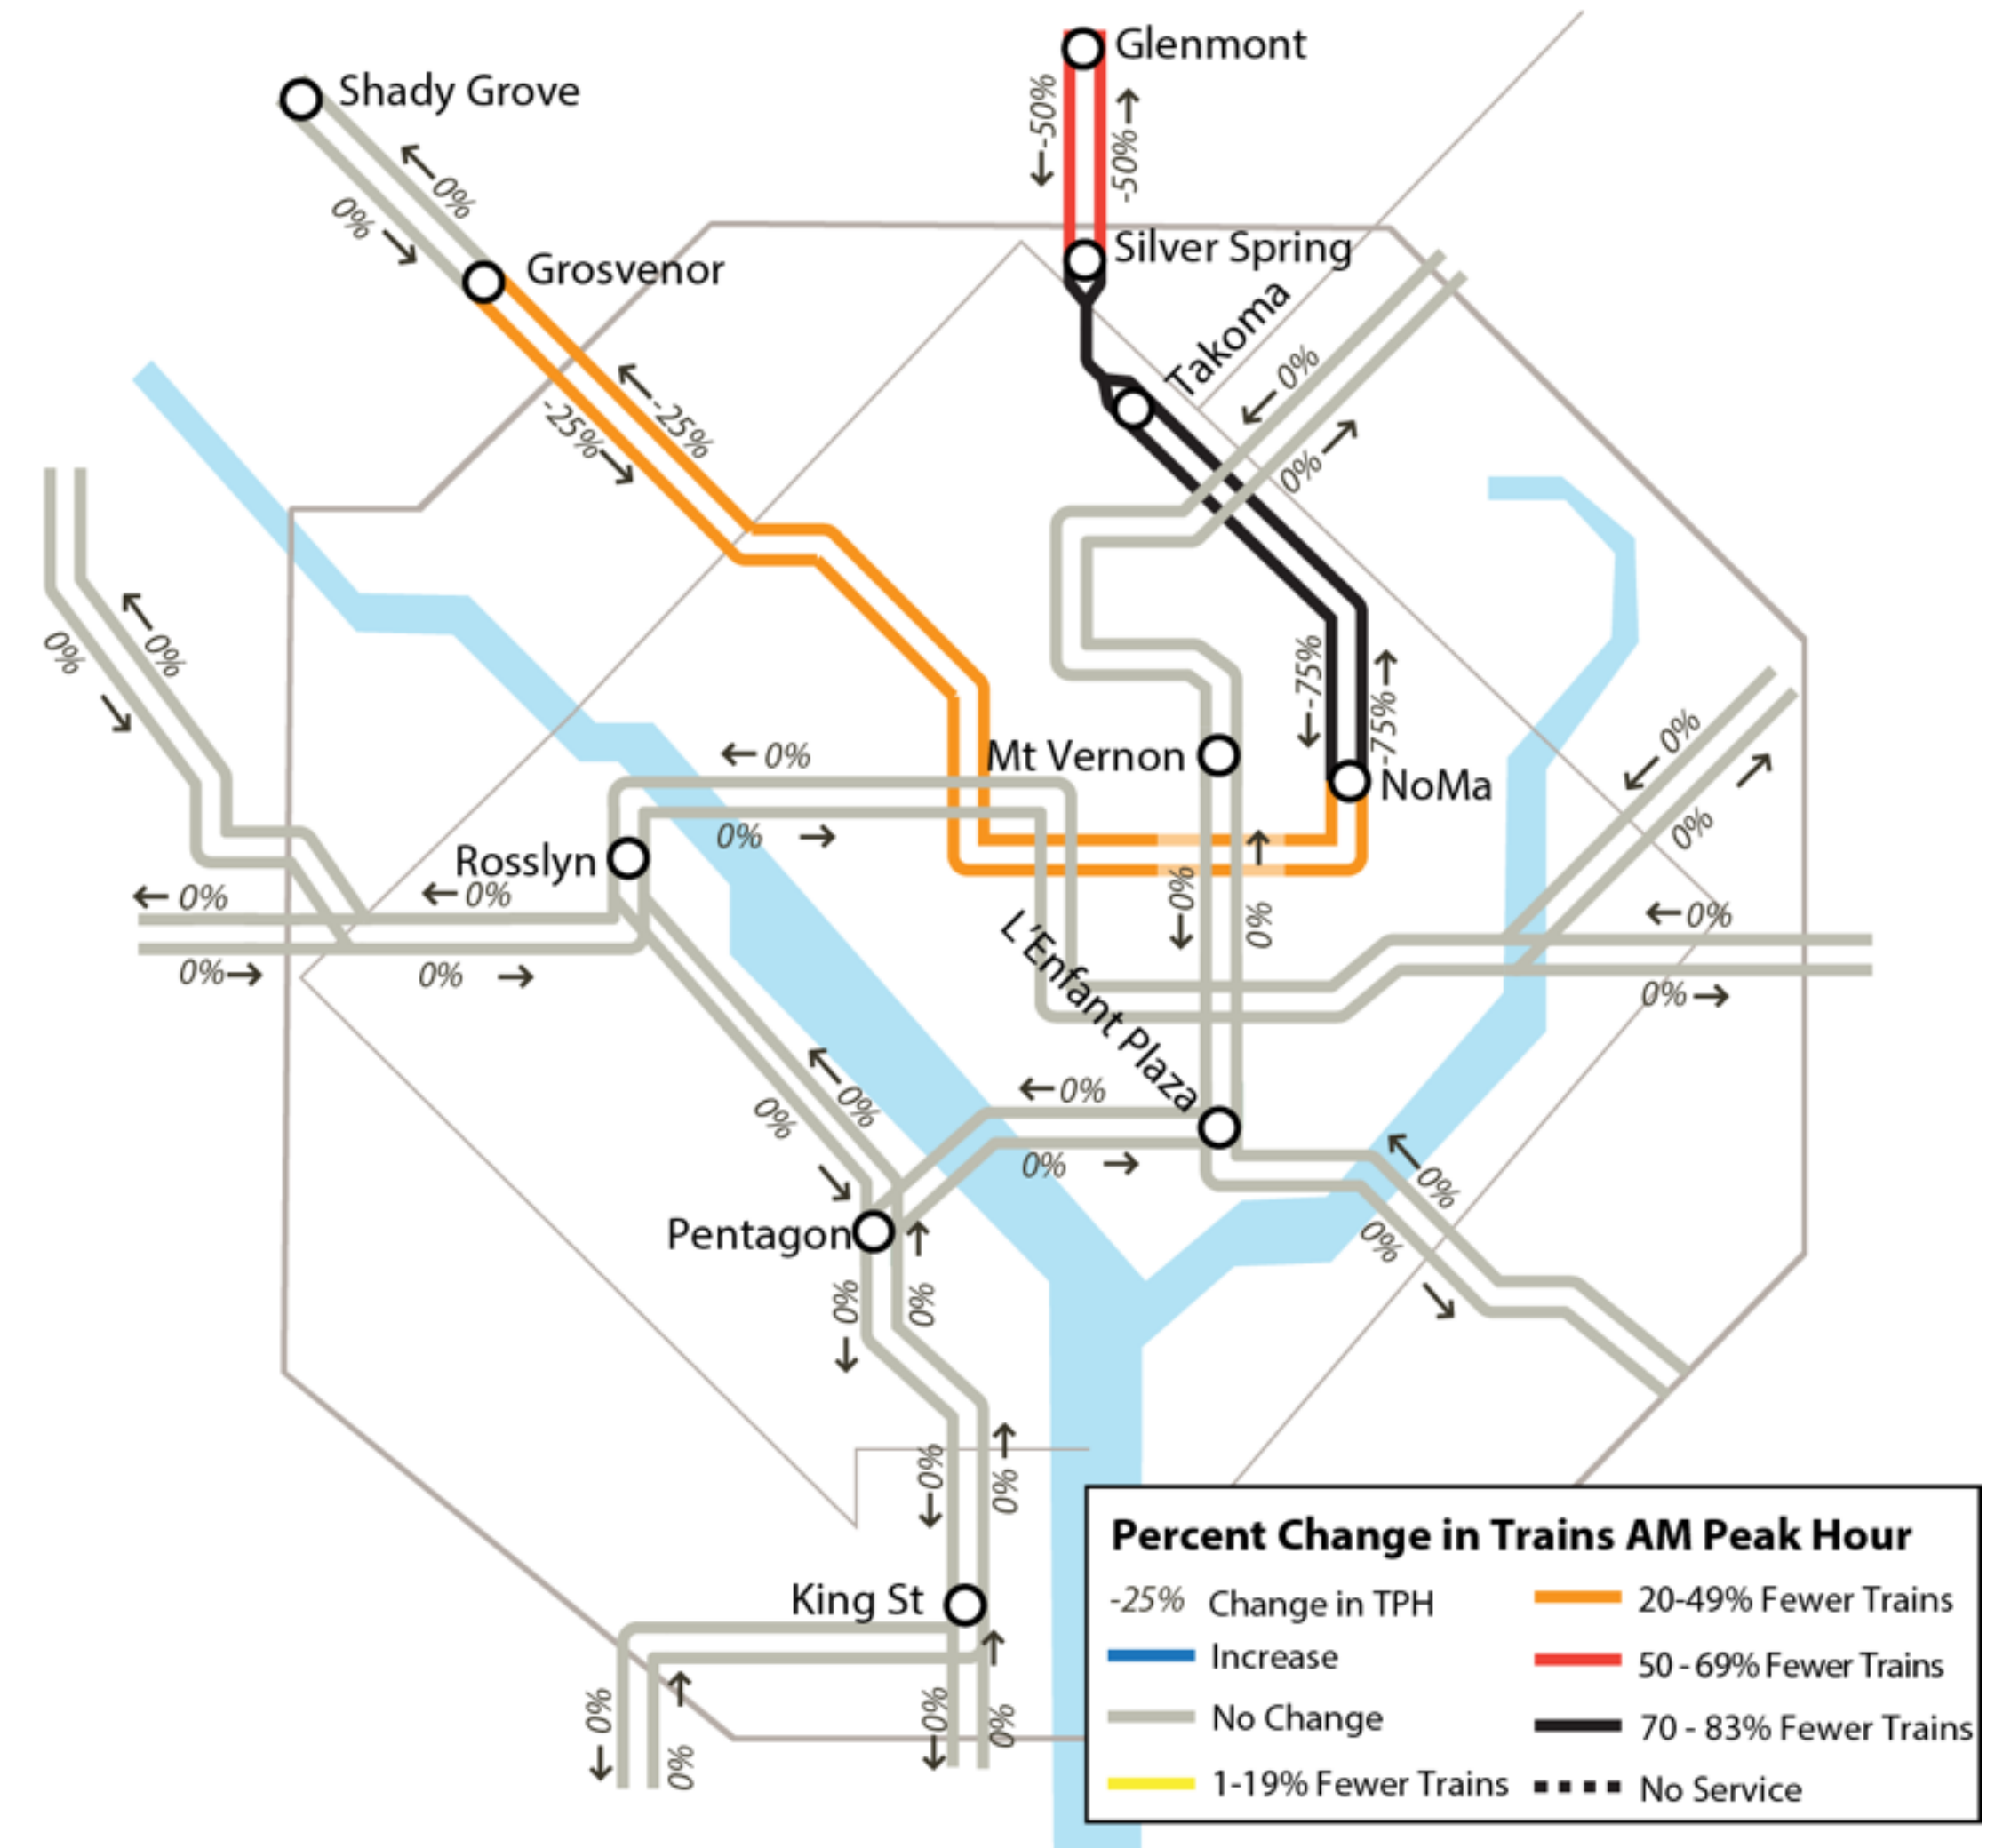 Glenmont
Shady Grove
-50%
-50%
0%
0%
Silver Spring
Grosvenor
Takoma
0%
-25%
-25%
0%
0%
0%
-75%
-75%
0%
Mt Vernon
NoMa
0%
0%
0%
Rosslyn
0%
0%
0%
0%
0%
0%
0%
0%
L'Enfant Plaza
0%
0%
0%
0%
0%
0%
0%
Pentagon
0%
0%
0%
0%
0%
King St
0%
0%
0%
0%
Percent Change in Trains AM Peak Hour
-25% Change in TPH
Increase
No Change
1-19% Fewer Trains
20-49% Fewer Trains
50 - 69% Fewer Trains
70 - 83% Fewer Trains
No Service